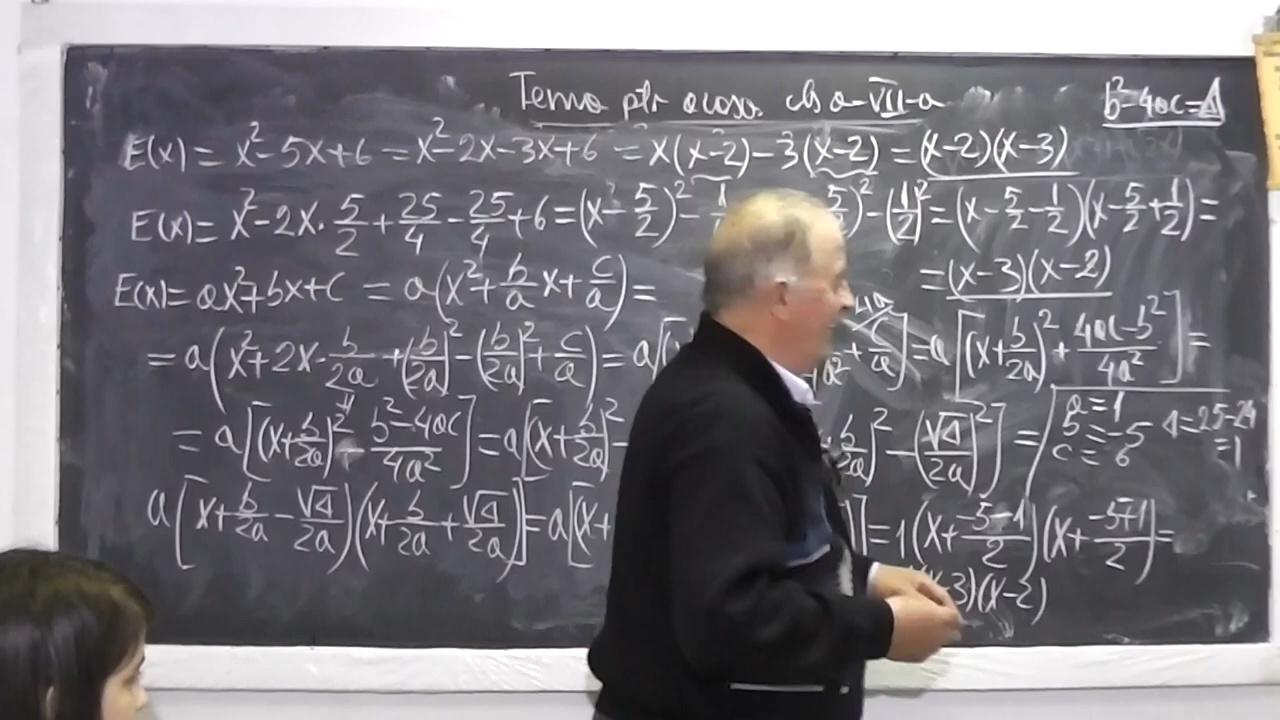 Tema ptr acasă cls a-VII-a
b²-4ac=Δ
E(x) = x²-5x+6 = x²-2x-3x+6 = x(x-2)-3(x-2) = (x-2)(x-3)
E(x) = x²-2x·5/2+25/4-25/4+6 = (x-5/2)²- 5/2)²-(1/2)² = (x-5/2-1/2)(x-5/2+1/2) =
= (x-3)(x-2)
E(x) = ax²+bx+c = a(x²+b/a x+c/a) =
= a(x²+2x·b/2a+(b/2a)²-(b/2a)²+c/a) = a[( +c/a] = a[(x+b/2a)²+4ac-b²/4a²] =
= a[(x+b/2a)²-b²-4ac/4a²] = a[(x+b/2a)²- b/2a)²-(√Δ/2a)²] =
a=1
b=-5
c=6
Δ=25-24
=1
a[x+b/2a-√Δ/2a)(x+b/2a+√Δ/2a)] = a[(x+ )] = 1(x+-5-1/2)(x+-5+1/2) =
x-3)(x-2)